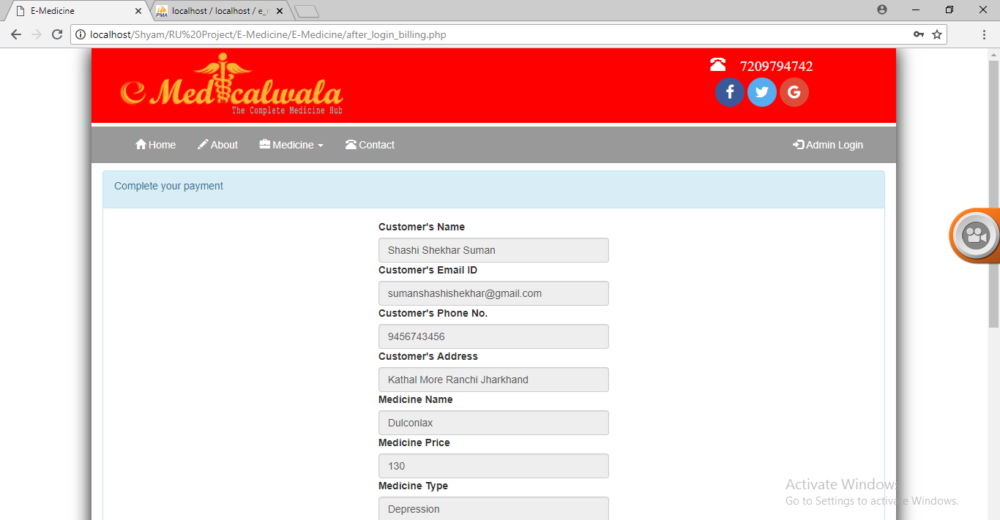 E-Medicine
localhost / localhost / e_
localhost/Shyam/RU%20Project/E-Medicine/E-Medicine/after_login_billing.php
e Medicalwala
The Complete Medicine Hub
7209794742
Home About Medicine Contact Admin Login
Complete your payment
Customer's Name
Shashi Shekhar Suman
Customer's Email ID
sumanshashishekhar@gmail.com
Customer's Phone No.
9456743456
Customer's Address
Kathal More Ranchi Jharkhand
Medicine Name
Dulconlax
Medicine Price
130
Medicine Type
Depression
Activate Windows
Go to Settings to activate Windows.